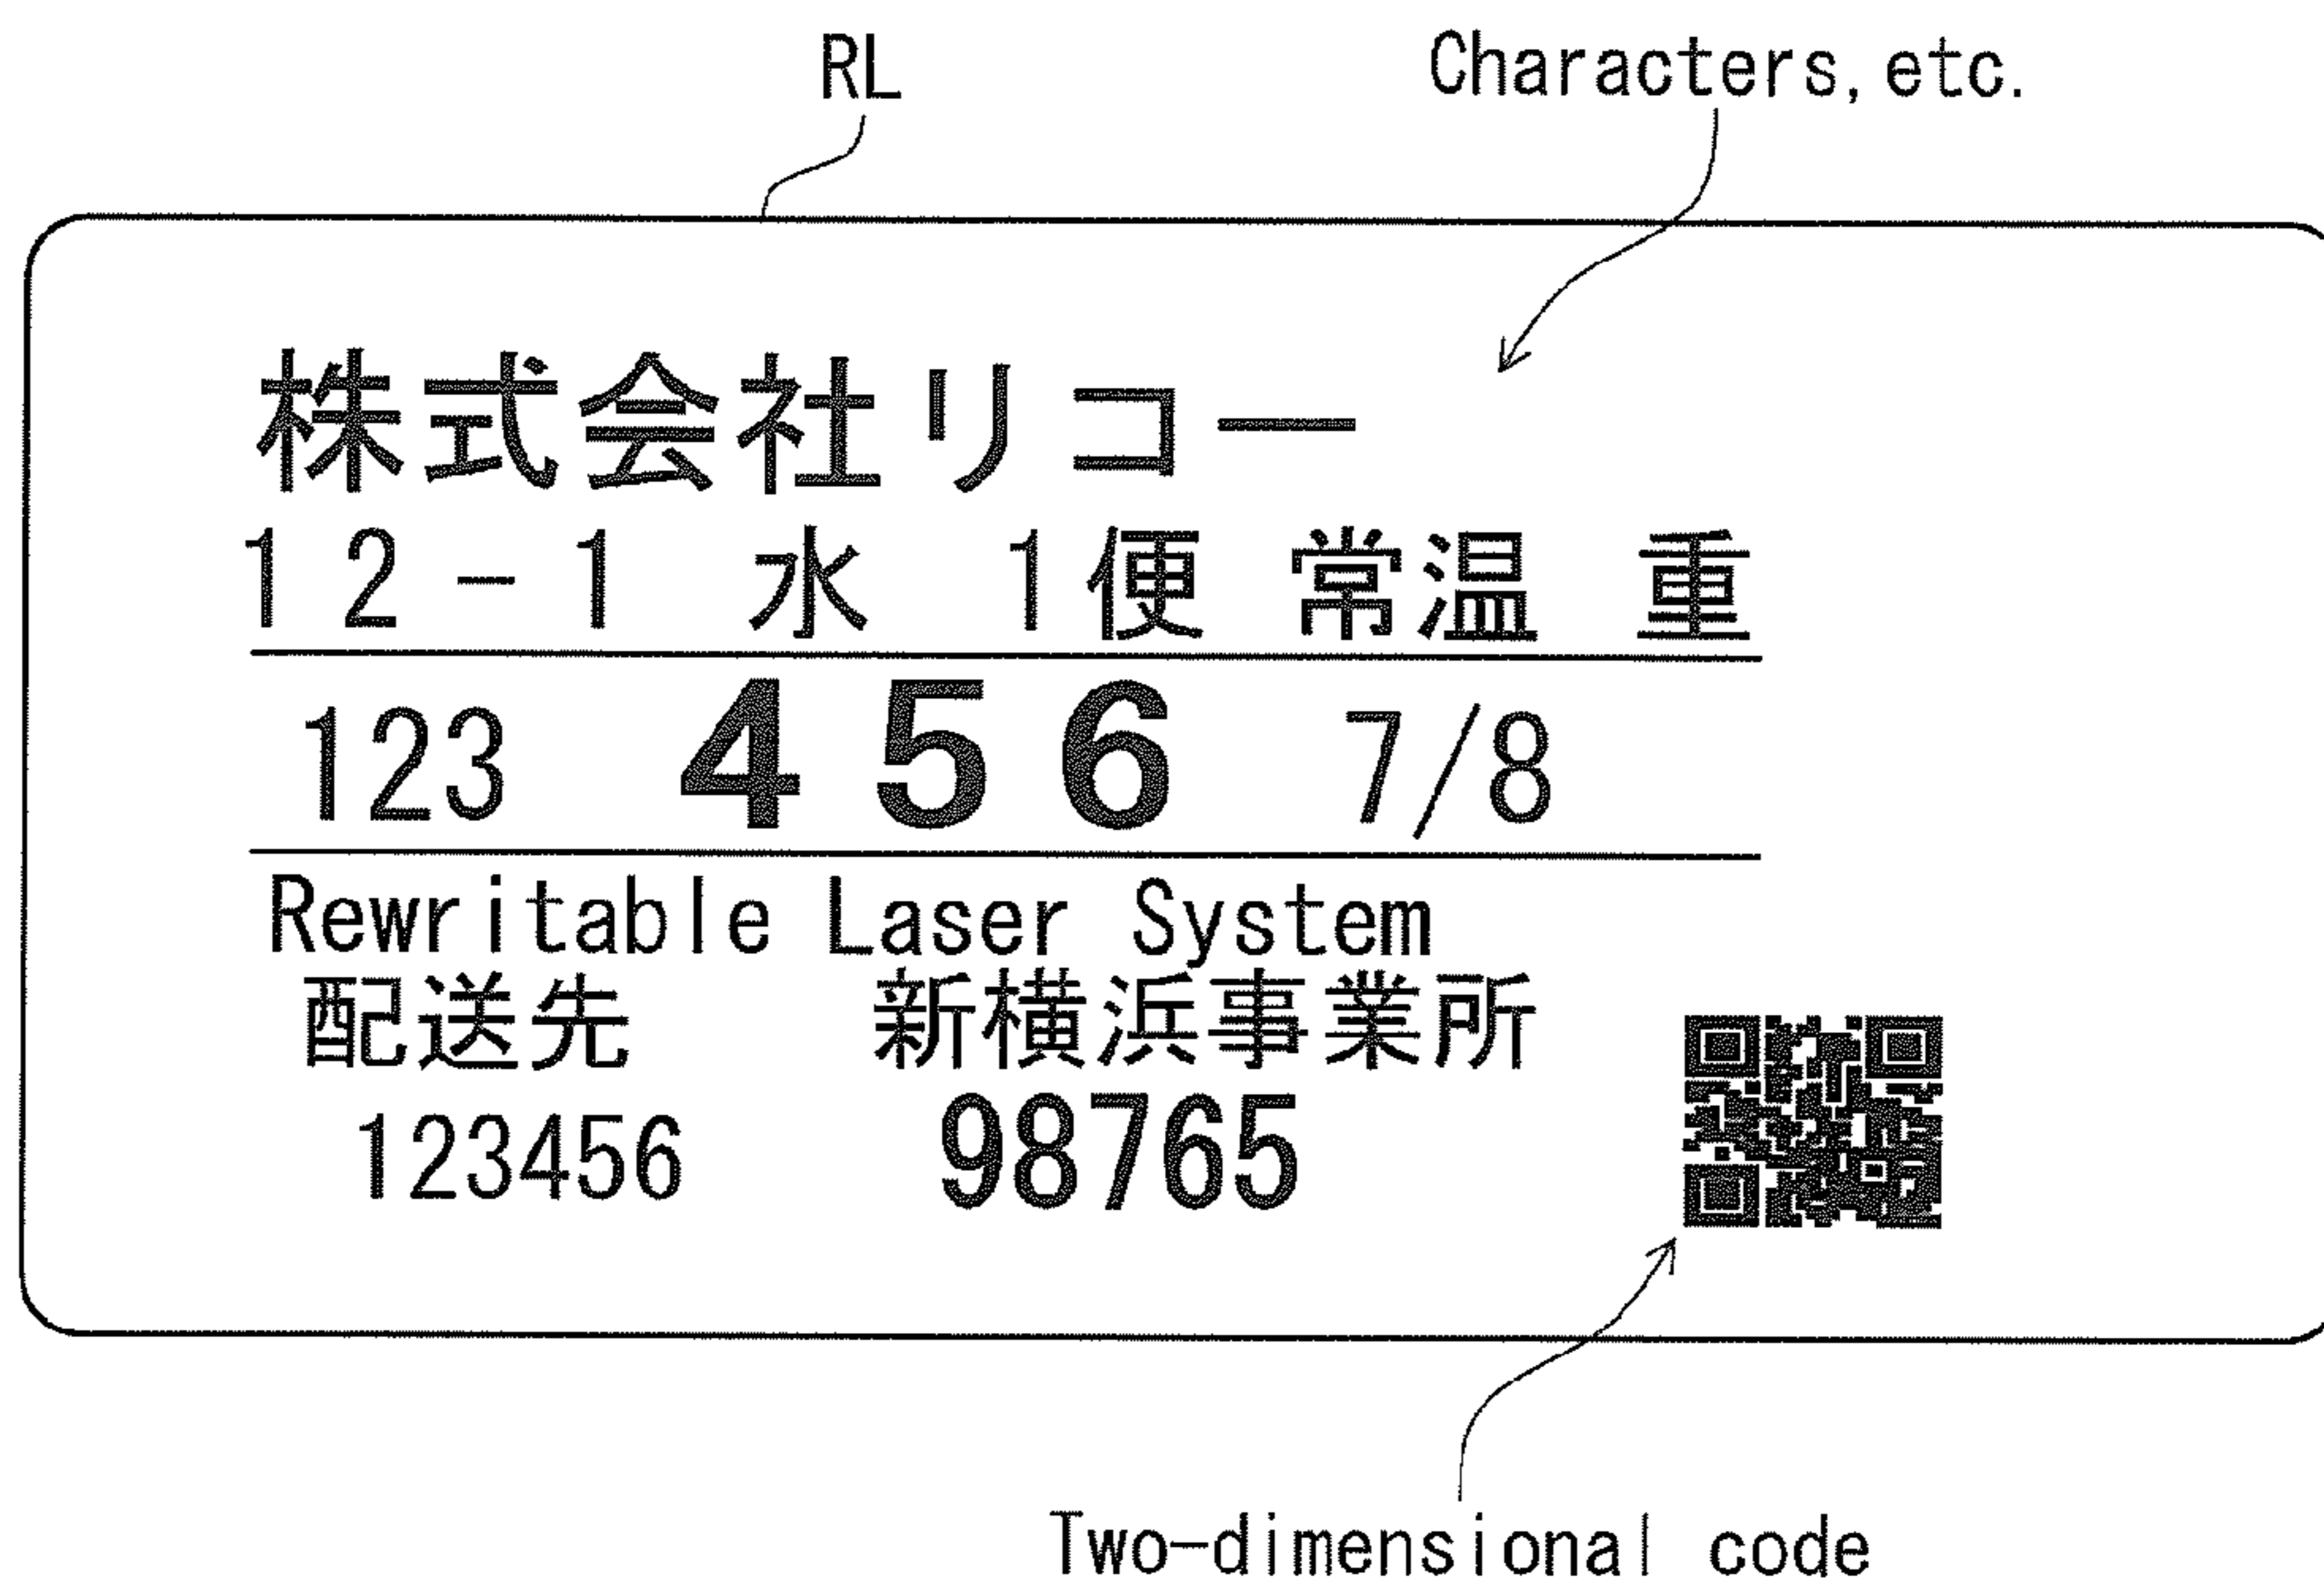 RL
Characters, etc.
株式会社リコー
12-1 水 1便 常温 重
123 456 7/8
Rewritable Laser System
配送先 新横浜事業所
123456 98765
Two-dimensional code